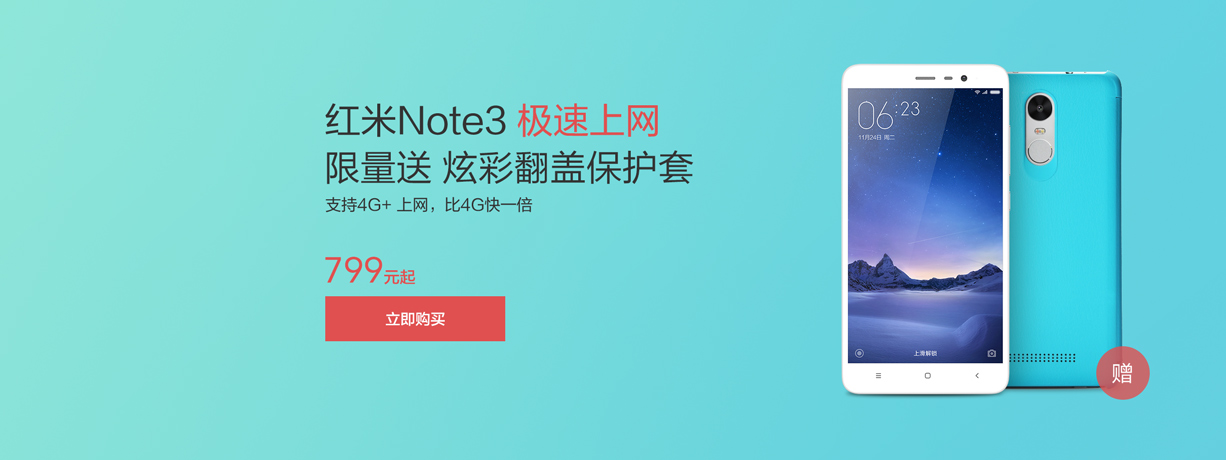 红米Note3 极速上网
限量送 炫彩翻盖保护套
支持4G+ 上网，比4G快一倍
799元起
立即购买
06:23
11月24日 周二
上滑解锁
赠